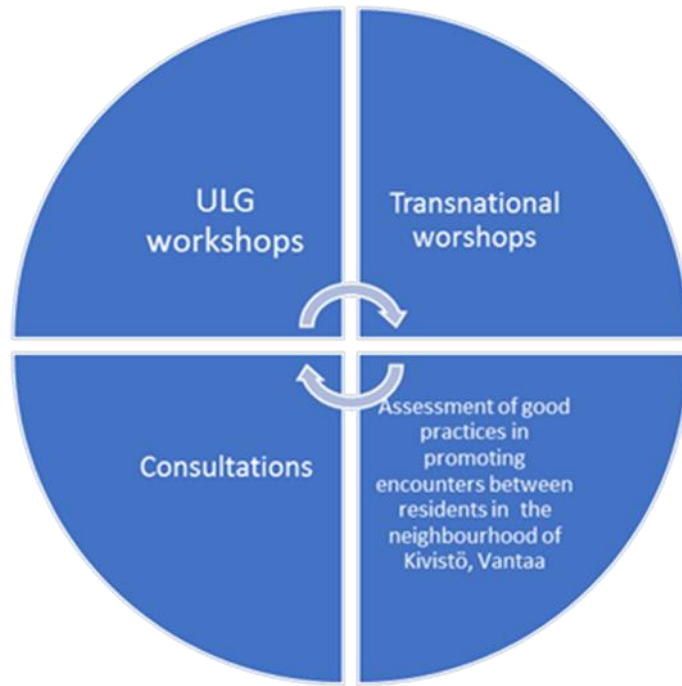 ULG
workshops
Transnational
worshops
Consultations
Assessment of good
practices in
promoting
encounters between
residents in the
neighbourhood of
Kivistö, Vantaa